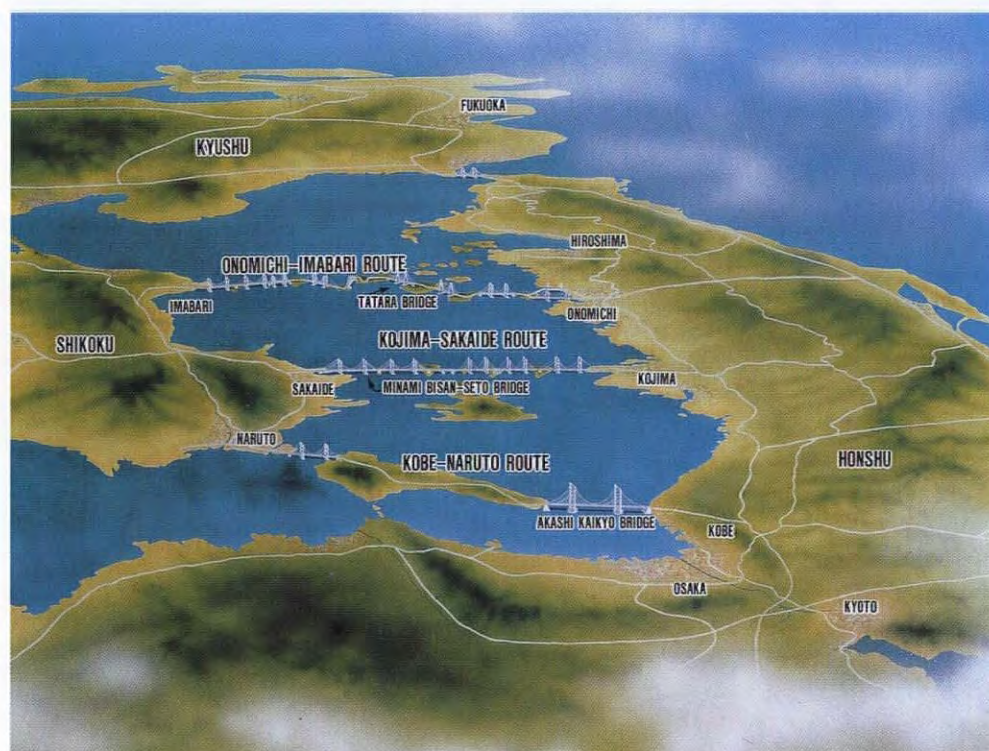 FUKUOKA
KYUSHU
HIROSHIMA
ONOMICHI-IMABARI ROUTE
IMABARI
TATARA BRIDGE
ONOMICHI
SHIKOKU
KOJIMA-SAKAIDE ROUTE
SAKAIDE
MINAMI BISAN-SETO BRIDGE
KOJIMA
NARUTO
KOBE-NARUTO ROUTE
HONSHU
AKASHI KAIKYO BRIDGE
KOBE
OSAKA
KYOTO